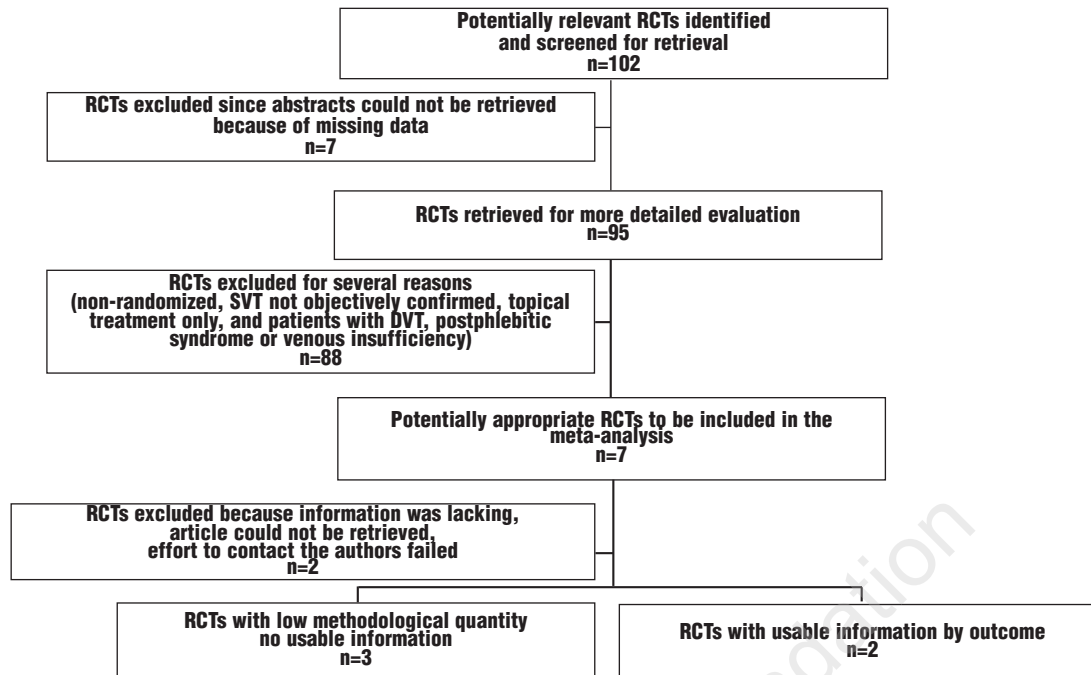 Potentially relevant RCTs identified
and screened for retrieval
n=102
RCTs excluded since abstracts could not be retrieved
because of missing data
n=7
RCTs retrieved for more detailed evaluation
n=95
RCTs excluded for several reasons
(non-randomized, SVT not objectively confirmed, topical
treatment only, and patients with DVT, postphlebitic
syndrome or venous insufficiency)
n=88
Potentially appropriate RCTs to be included in the
meta-analysis
n=7
RCTs excluded because information was lacking,
article could not be retrieved,
effort to contact the authors failed
n=2
RCTs with low methodological quantity
no usable information
n=3
RCTs with usable information by outcome
n=2